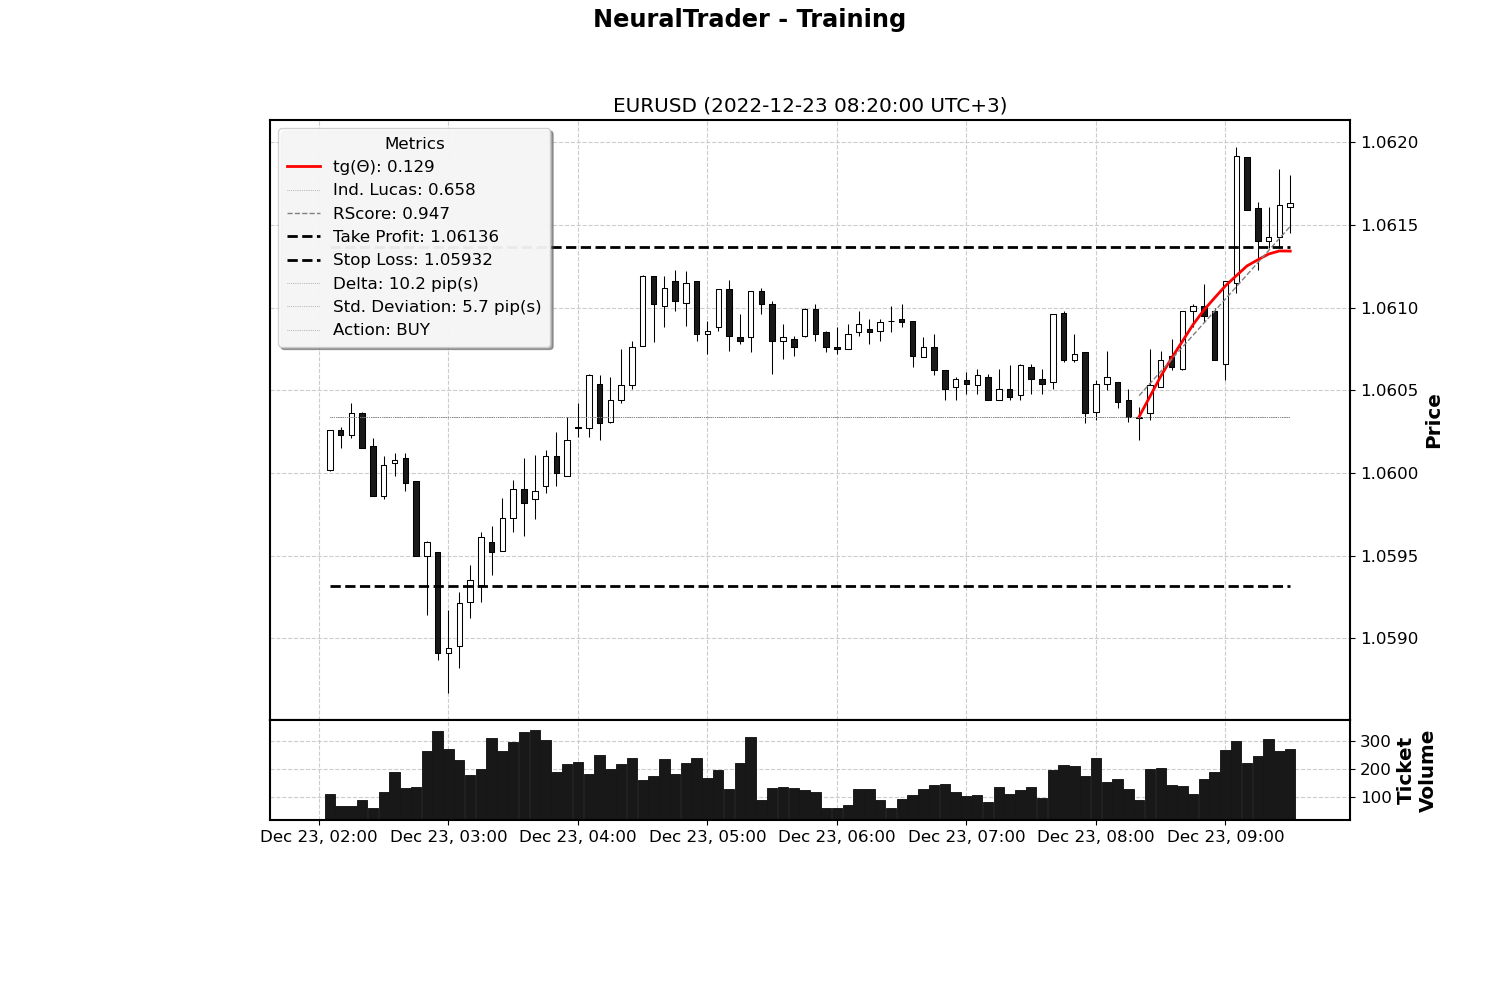 NeuralTrader - Training
EURUSD (2022-12-23 08:20:00 UTC+3)
Metrics
tg(Θ): 0.129
Ind. Lucas: 0.658
RScore: 0.947
Take Profit: 1.06136
Stop Loss: 1.05932
Delta: 10.2 pip(s)
Std. Deviation: 5.7 pip(s)
Action: BUY
1.0620
1.0615
1.0610
1.0605
1.0600
1.0595
1.0590
Price
300
200
100
Ticket
Volume
Dec 23, 02:00
Dec 23, 03:00
Dec 23, 04:00
Dec 23, 05:00
Dec 23, 06:00
Dec 23, 07:00
Dec 23, 08:00
Dec 23, 09:00